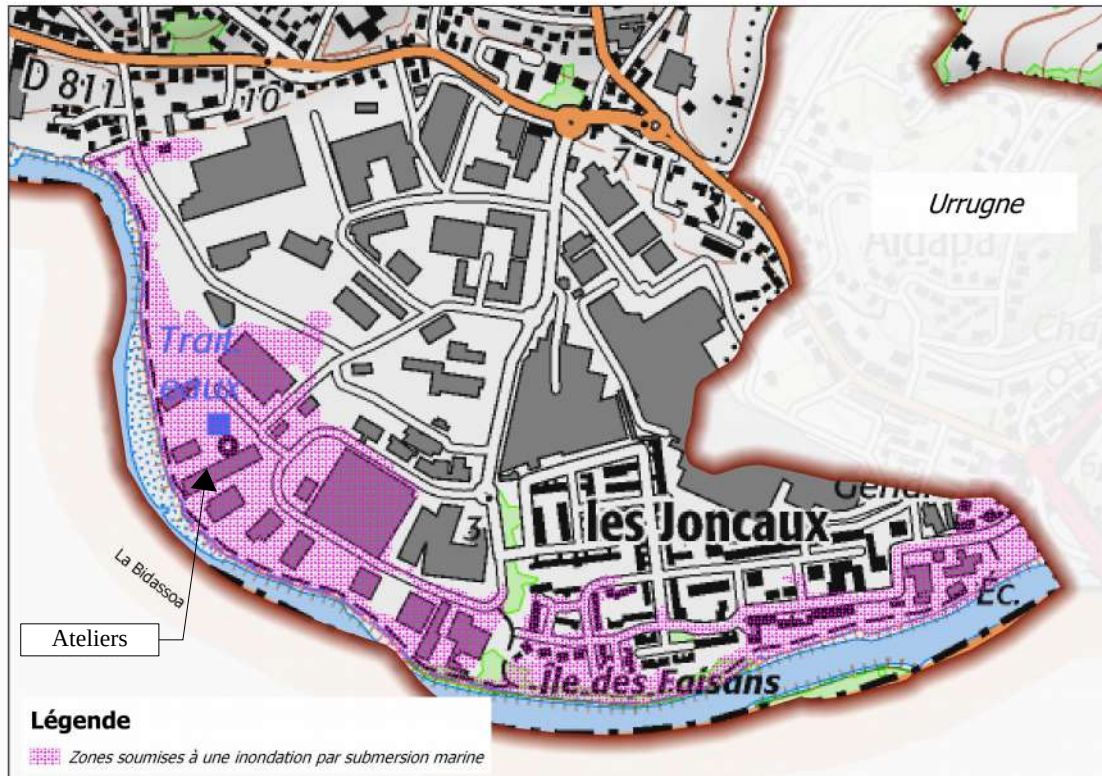 D 811
10
7
Urrugne
Aldapa
Trait.
eaux
3
les Joncaux
La Bidassoa
Ateliers
Éc.
Île des Faisans
Légende
Zones soumises à une inondation par submersion marine